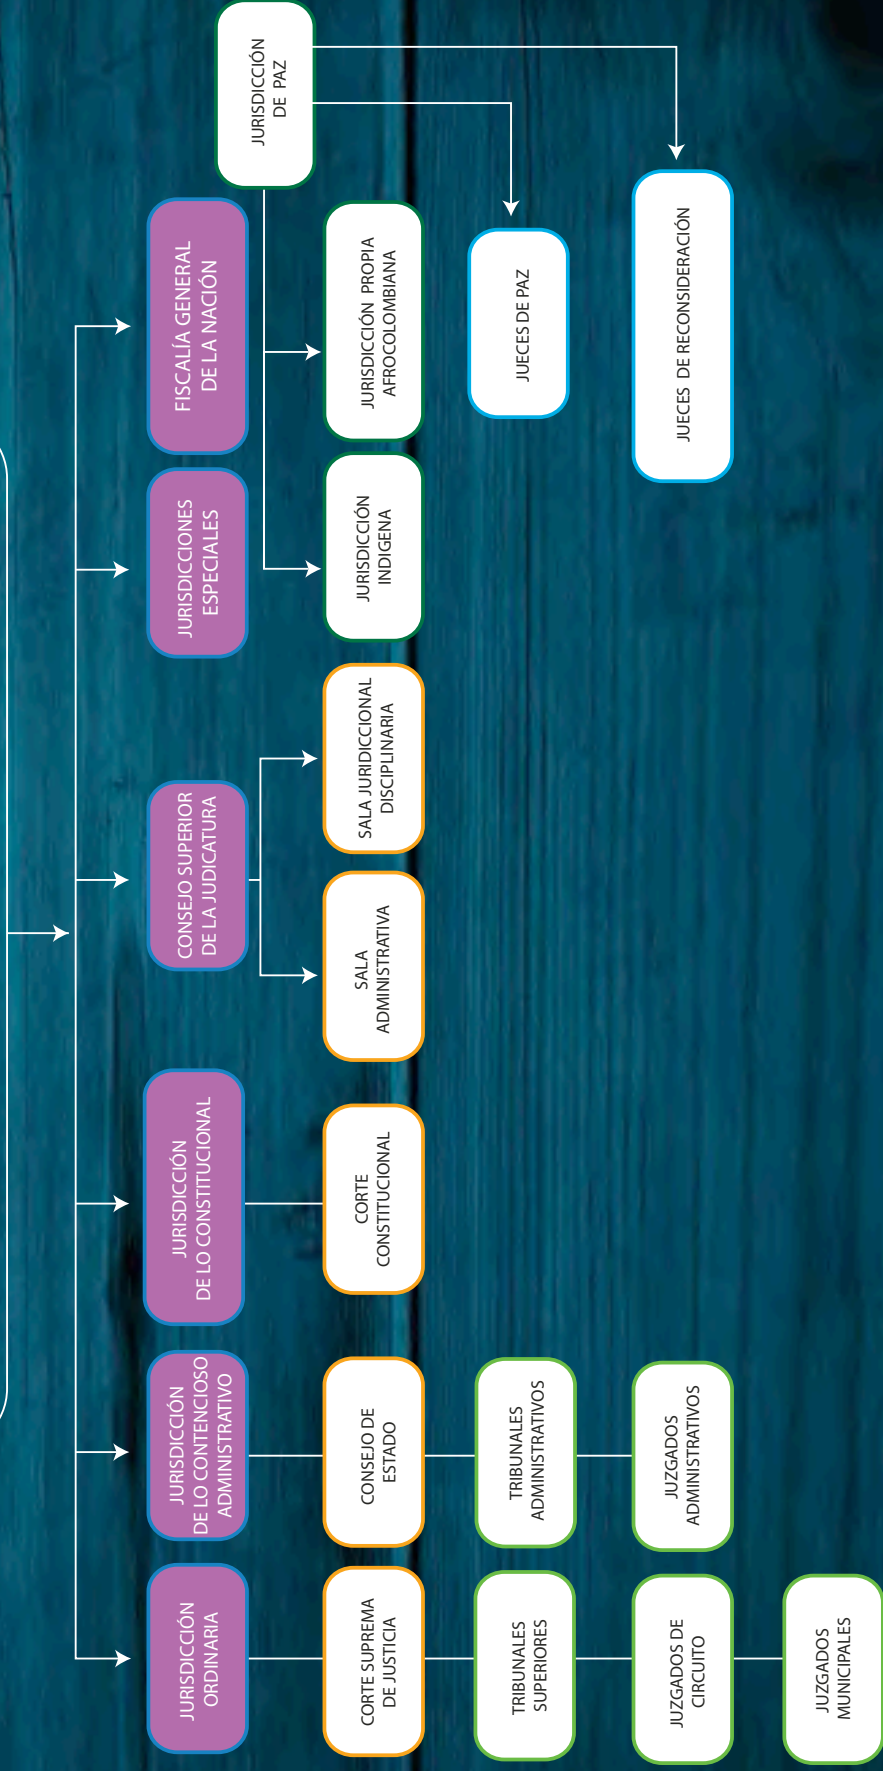 JURISDICCIÓN
ORDINARIA
JURISDICCIÓN
DE LO CONTENCIOSO
ADMINISTRATIVO
JURISDICCIÓN
DE LO CONSTITUCIONAL
CONSEJO SUPERIOR
DE LA JUDICATURA
JURISDICCIONES
ESPECIALES
FISCALÍA GENERAL
DE LA NACIÓN
JURISDICCIÓN
DE PAZ
CORTE SUPREMA
DE JUSTICIA
CONSEJO DE
ESTADO
CORTE
CONSTITUCIONAL
SALA
ADMINISTRATIVA
SALA JURIDICCIONAL
DISCIPLINARIA
JURISDICCIÓN
INDIGENA
JURISDICCIÓN PROPIA
AFROCOLOMBIANA
TRIBUNALES
SUPERIORES
TRIBUNALES
ADMINISTRATIVOS
JUECES DE PAZ
JUZGADOS DE
CIRCUITO
JUZGADOS
ADMINISTRATIVOS
JUECES DE RECONSIDERACIÓN
JUZGADOS
MUNICIPALES